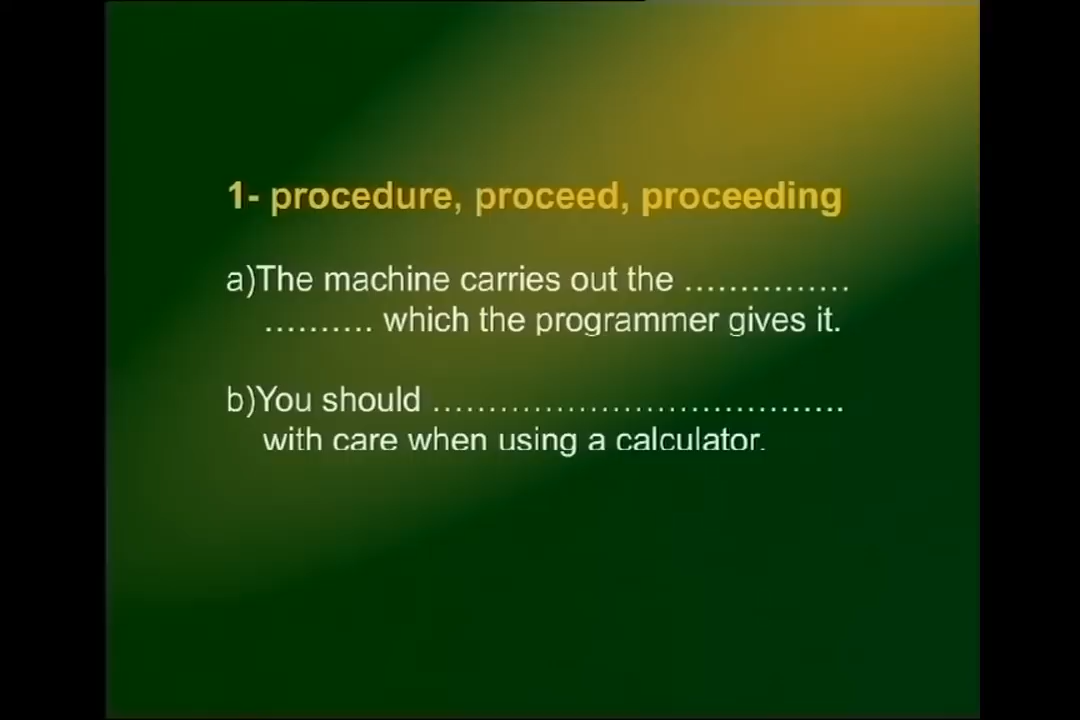 1- procedure, proceed, proceeding
a)The machine carries out the ……………
………. which the programmer gives it.
b)You should ……………………………….
with care when using a calculator.